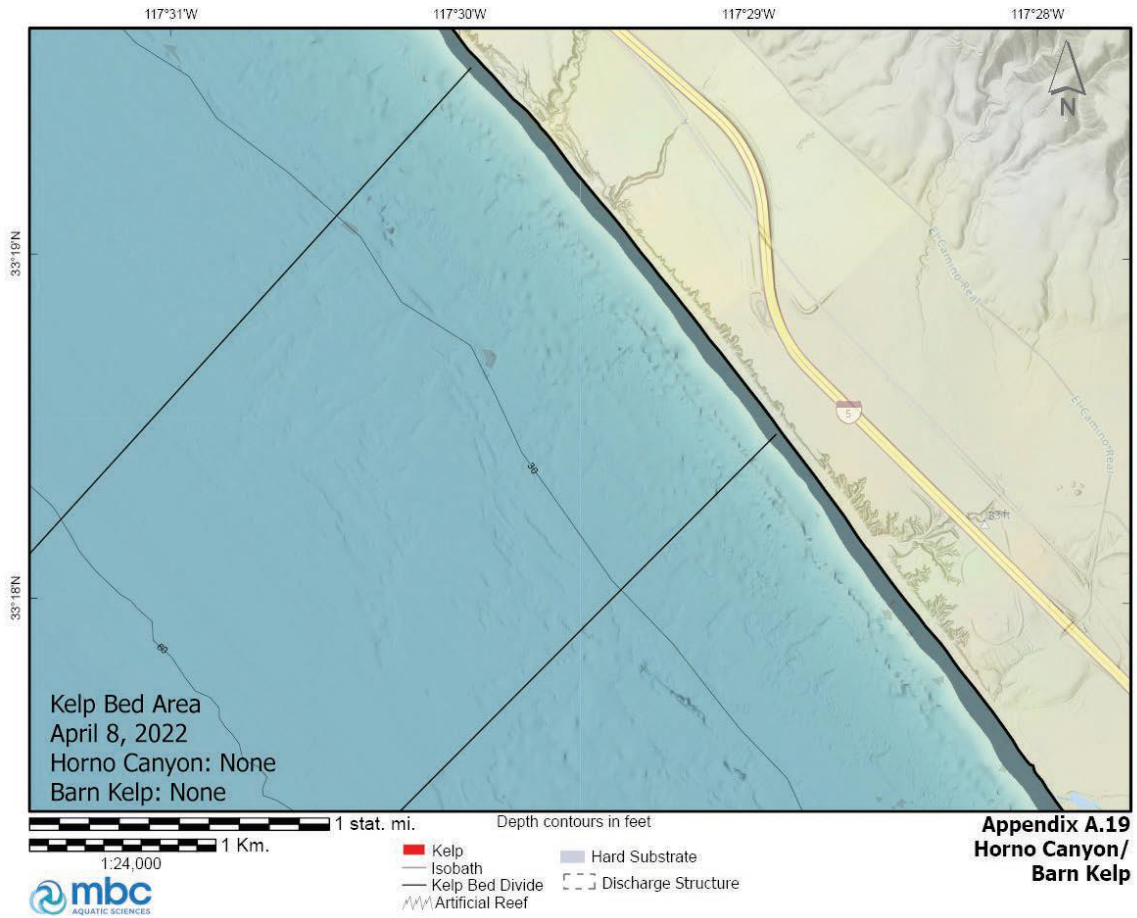 117°31'W
117°30'W
117°29'W
117°28'W
N
33°19'N
El-Camino-Real
5
El-Camino-Real
30
30
83 ft
33°18'N
60
Kelp Bed Area
April 8, 2022
Horno Canyon: None
Barn Kelp: None
1 stat. mi.
1 Km.
1:24,000
Depth contours in feet
Kelp
Isobath
Kelp Bed Divide
Artificial Reef
Hard Substrate
Discharge Structure
Appendix A.19
Horno Canyon/
Barn Kelp
mbc
AQUATIC SCIENCES